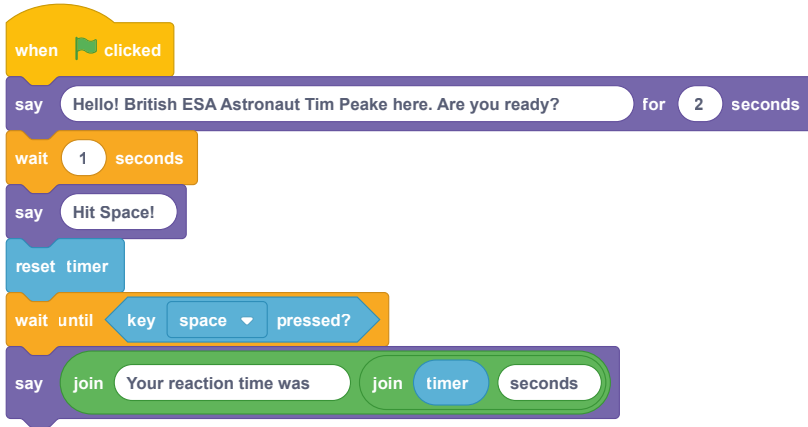 when clicked
say Hello! British ESA Astronaut Tim Peake here. Are you ready? for 2 seconds
wait 1 seconds
say Hit Space!
reset timer
wait until key space pressed?
say join Your reaction time was join timer seconds